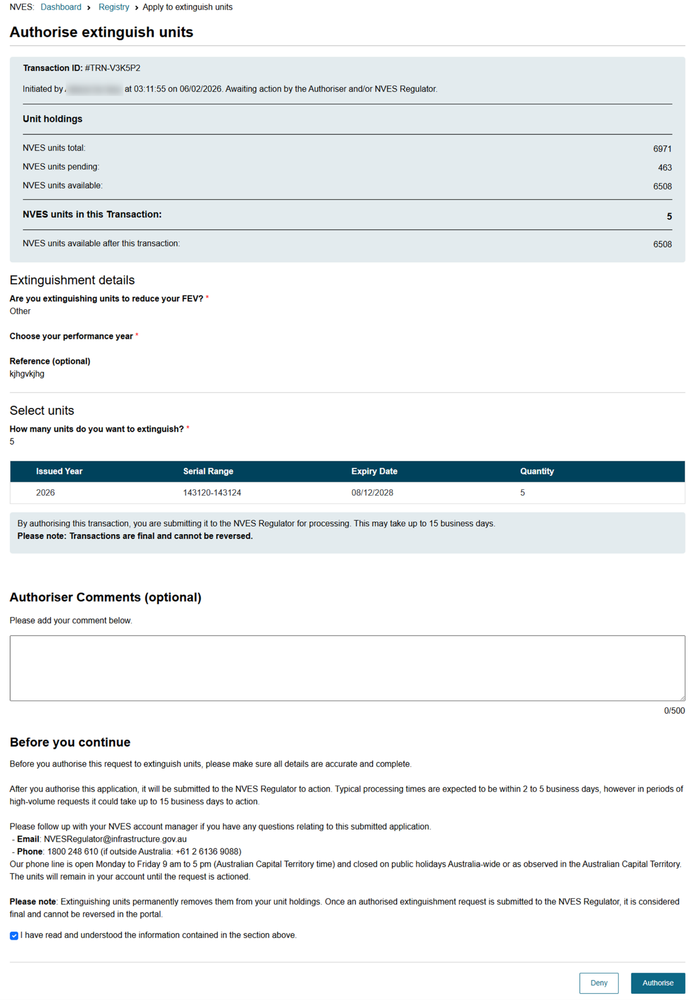 NVES: Dashboard › Registry › Apply to extinguish units
Authorise extinguish units
Transaction ID: #TRN-V3K5P2
Initiated by at 03:11:55 on 06/02/2026. Awaiting action by the Authoriser and/or NVES Regulator.
Unit holdings
NVES units total: 6971
NVES units pending: 463
NVES units available: 6508
NVES units in this Transaction: 5
NVES units available after this transaction: 6508
Extinguishment details
Are you extinguishing units to reduce your FEV? *
Other
Choose your performance year *
Reference (optional)
kjhgvkjhg
Select units
How many units do you want to extinguish? *
5
Issued Year Serial Range Expiry Date Quantity
2026 143120-143124 08/12/2028 5
By authorising this transaction, you are submitting it to the NVES Regulator for processing. This may take up to 15 business days.
Please note: Transactions are final and cannot be reversed.
Authoriser Comments (optional)
Please add your comment below.
0/500
Before you continue
Before you authorise this request to extinguish units, please make sure all details are accurate and complete.
After you authorise this application, it will be submitted to the NVES Regulator to action. Typical processing times are expected to be within 2 to 5 business days, however in periods of
high-volume requests it could take up to 15 business days to action.
Please follow up with your NVES account manager if you have any questions relating to this submitted application.
- Email: NVESRegulator@infrastructure.gov.au
- Phone: 1800 248 610 (if outside Australia: +61 2 6136 9088)
Our phone line is open Monday to Friday 9 am to 5 pm (Australian Capital Territory time) and closed on public holidays Australia-wide or as observed in the Australian Capital Territory.
The units will remain in your account until the request is actioned.
Please note: Extinguishing units permanently removes them from your unit holdings. Once an authorised extinguishment request is submitted to the NVES Regulator, it is considered
final and cannot be reversed in the portal.
I have read and understood the information contained in the section above.
Deny Authorise